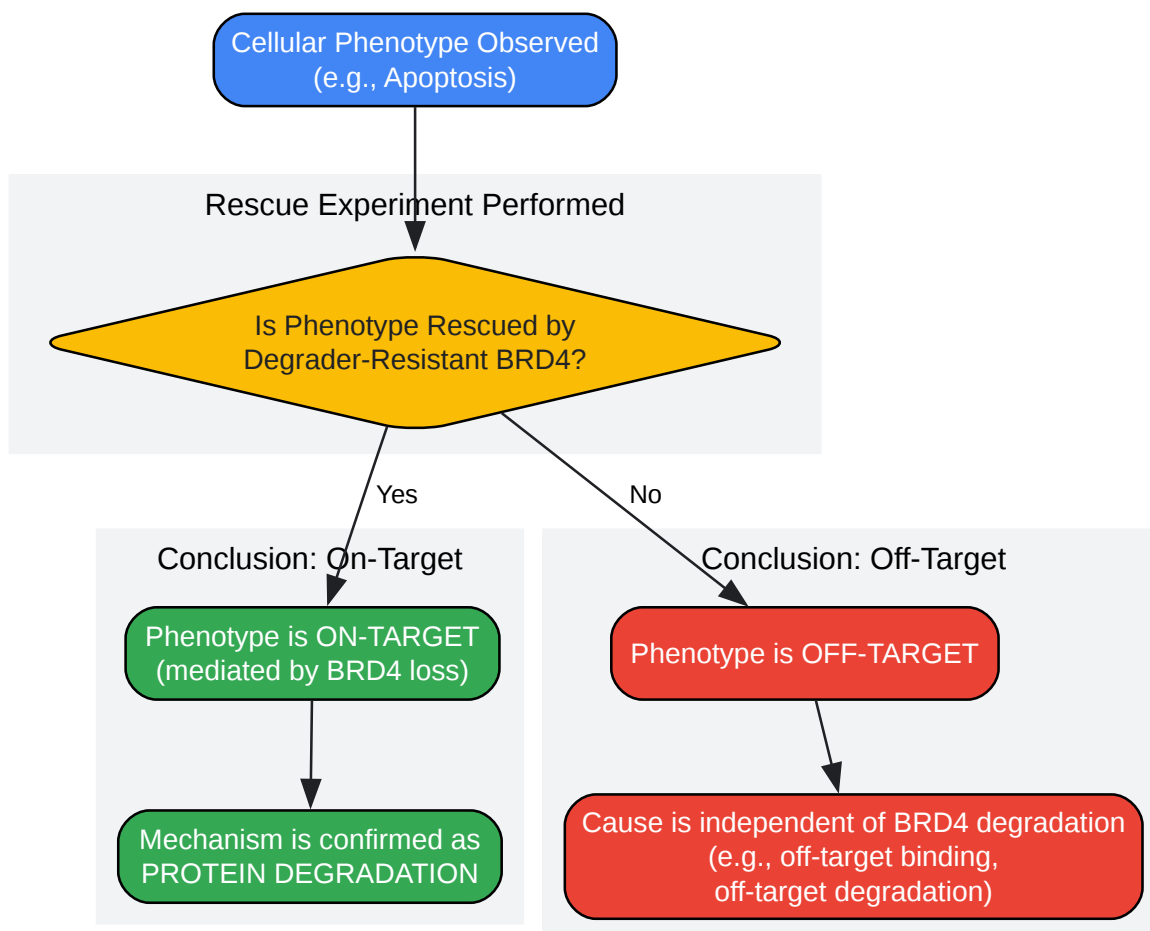 Cellular Phenotype Observed
(e.g., Apoptosis)
Rescue Experiment Performed
Is Phenotype Rescued by
Degrader-Resistant BRD4?
Yes
No
Conclusion: On-Target
Phenotype is ON-TARGET
(mediated by BRD4 loss)
Mechanism is confirmed as
PROTEIN DEGRADATION
Conclusion: Off-Target
Phenotype is OFF-TARGET
Cause is independent of BRD4 degradation
(e.g., off-target binding,
off-target degradation)